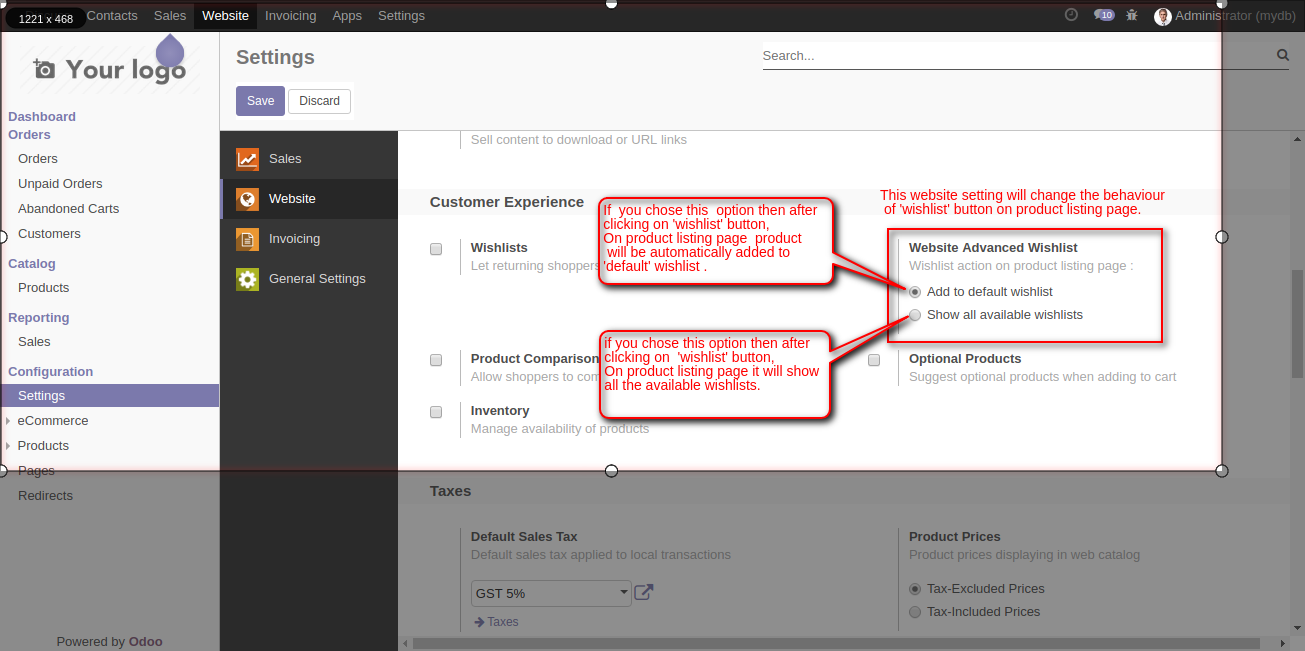 1221 x 468
Contacts Sales Website Invoicing Apps Settings 10 Administrator (mydb)
Your logo
Settings
Search...
Save Discard
Dashboard
Orders
Orders
Unpaid Orders
Abandoned Carts
Customers
Catalog
Products
Reporting
Sales
Configuration
Settings
eCommerce
Products
Pages
Redirects
Powered by Odoo
Sales
Website
Invoicing
General Settings
Sell content to download or URL links
Customer Experience
This website setting will change the behaviour
of 'wishlist' button on product listing page.
Wishlists
Let returning shoppers
If you chose this option then after
clicking on 'wishlist' button,
On product listing page product
will be automatically added to
'default' wishlist .
Website Advanced Wishlist
Wishlist action on product listing page :
Add to default wishlist
Show all available wishlists
Product Comparison
Allow shoppers to com
if you chose this option then after
clicking on 'wishlist' button,
On product listing page it will show
all the available wishlists.
Optional Products
Suggest optional products when adding to cart
Inventory
Manage availability of products
Taxes
Default Sales Tax
Default sales tax applied to local transactions
GST 5%
Taxes
Product Prices
Product prices displaying in web catalog
Tax-Excluded Prices
Tax-Included Prices